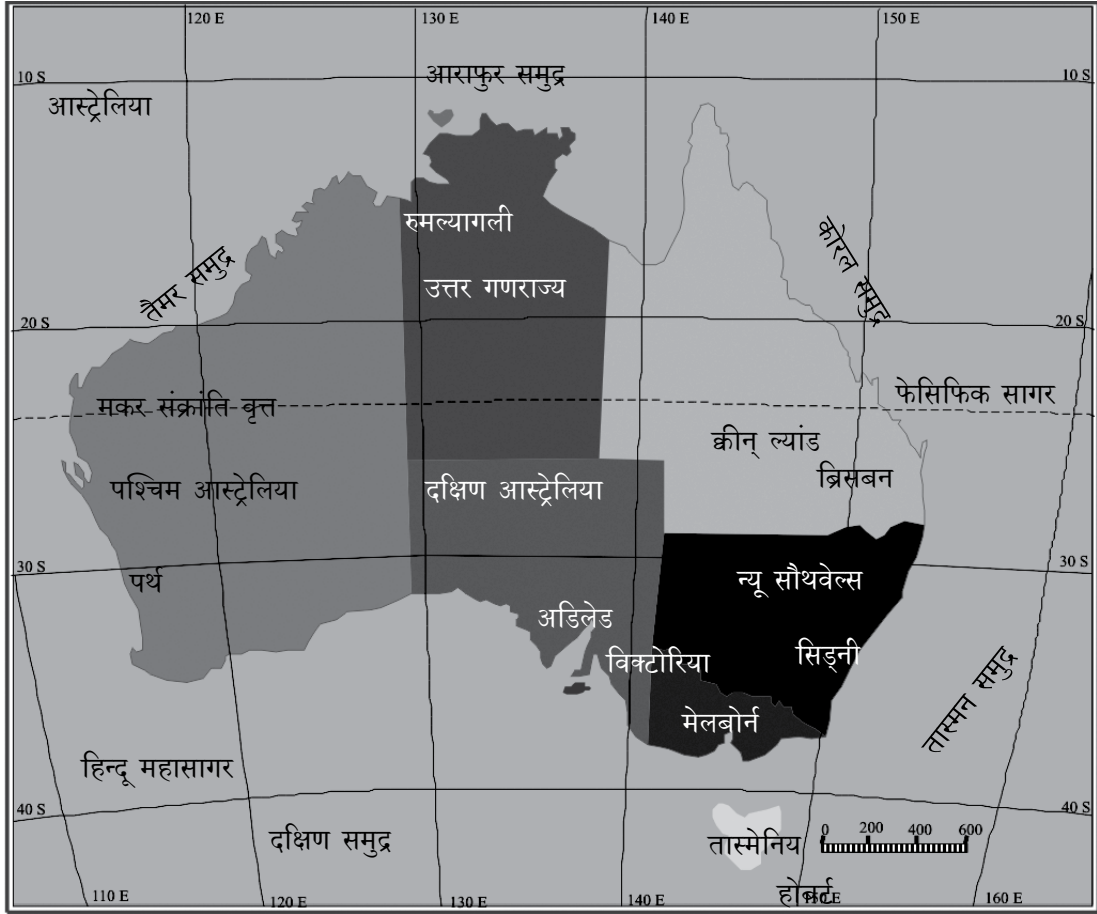 120 E
130 E
140 E
150 E
10 S
आराफुर समुद्र
10 S
आस्ट्रेलिया
रुमल्यागली
तैमर समुद्र
कोरल समुद्र
उत्तर गणराज्य
20 S
20 S
मकर संक्रांति वृत्त
फेसिफिक सागर
क्वीन् ल्यांड
ब्रिसबन
पश्चिम आस्ट्रेलिया
दक्षिण आस्ट्रेलिया
30 S
30 S
पर्थ
न्यू सौथवेल्स
अडिलेड
विक्टोरिया
सिड्नी
तास्मन समुद्र
मेलबोर्न
हिन्दू महासागर
40 S
40 S
दक्षिण समुद्र
तास्मेनिय
0 200 400 600
होबर्ट
110 E
120 E
130 E
140 E
150 E
160 E